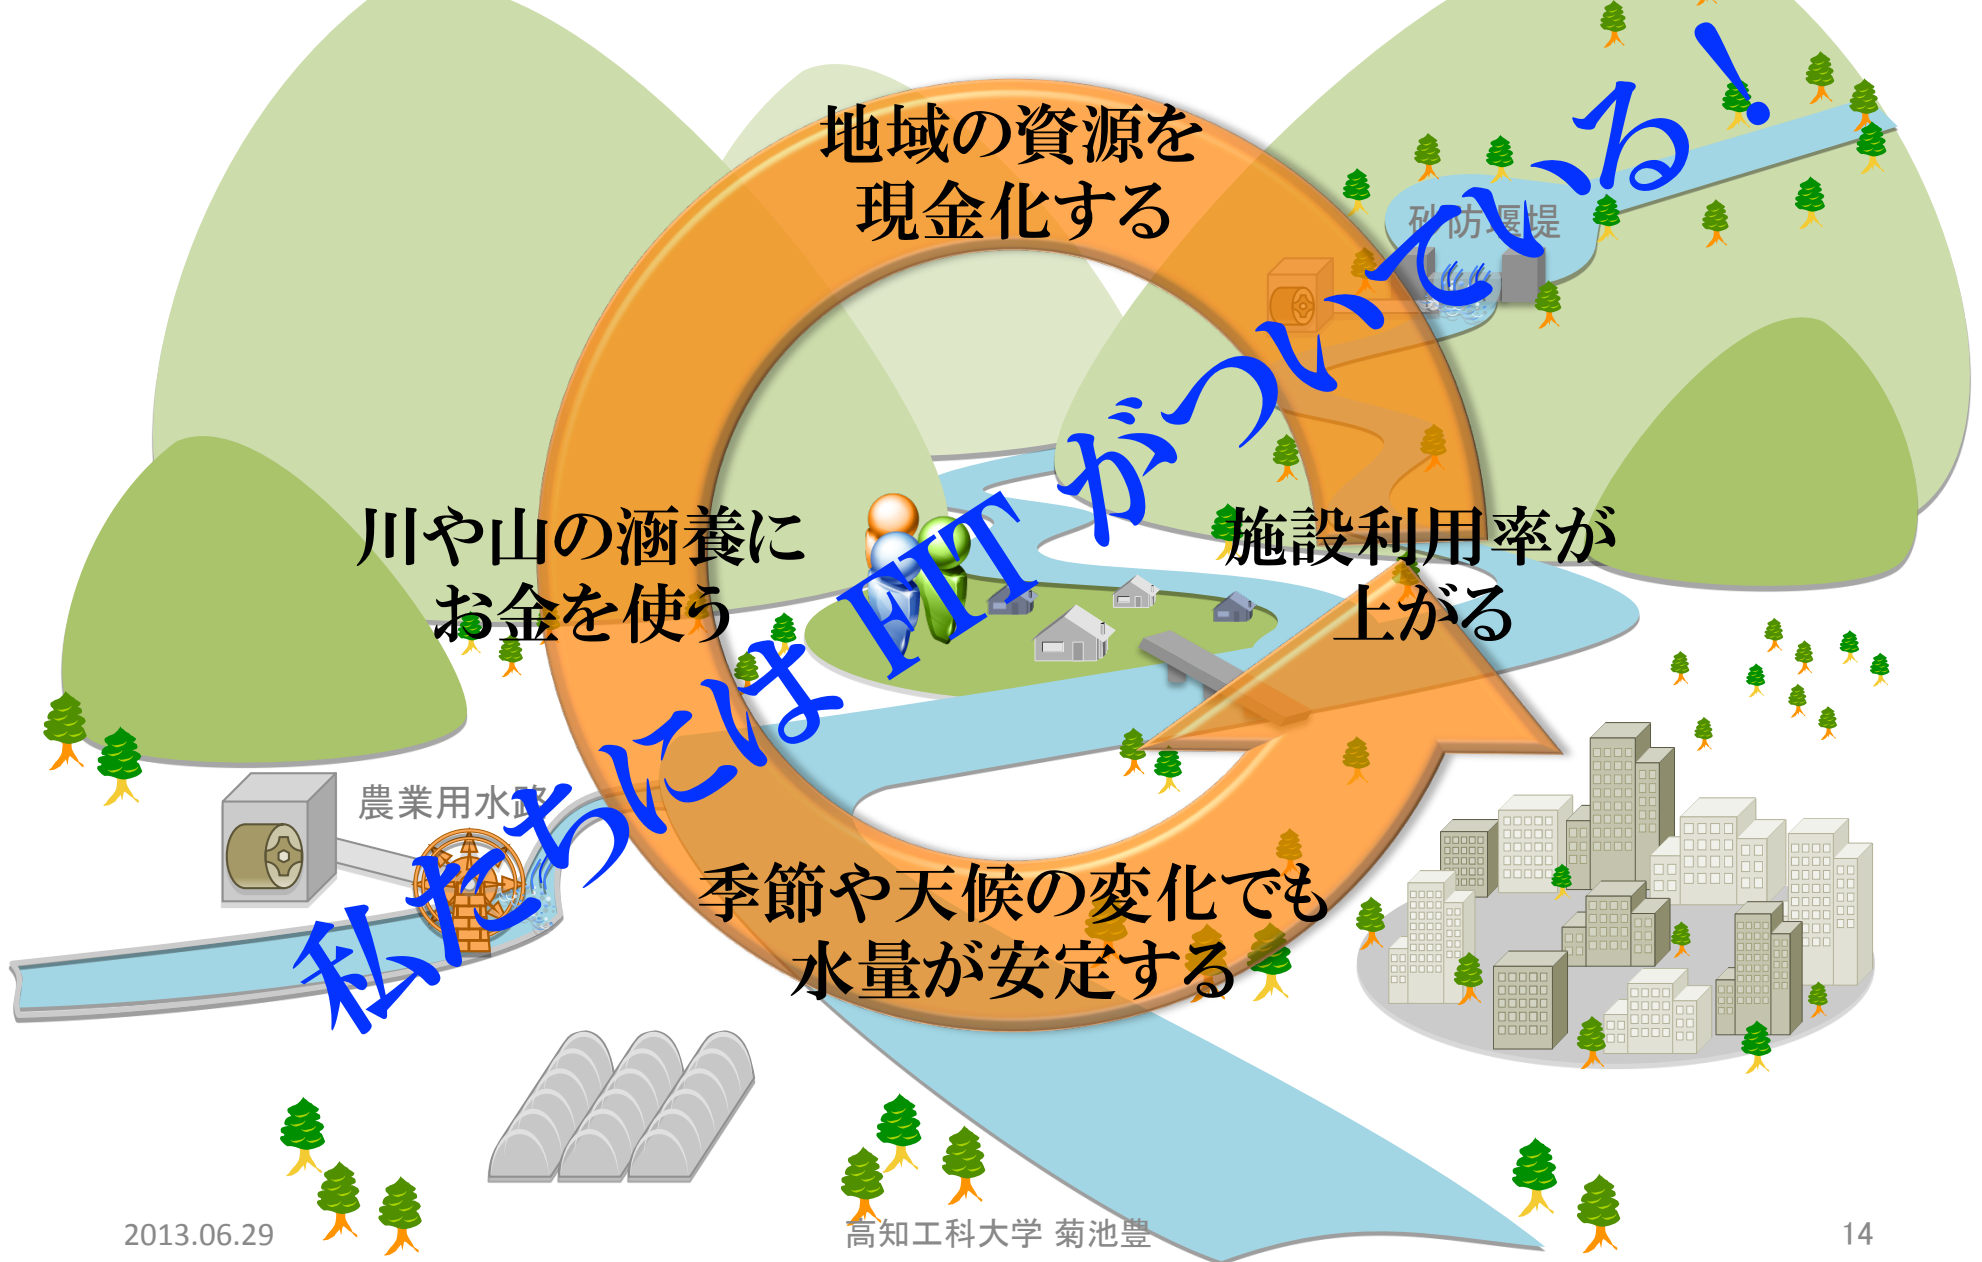 地域の資源を
現金化する
砂防堰堤
川や山の涵養に
お金を使う
施設利用率が
上がる
私たちには FIT がついている!
農業用水路
季節や天候の変化でも
水量が安定する
2013.06.29
高知工科大学 菊池豊
14